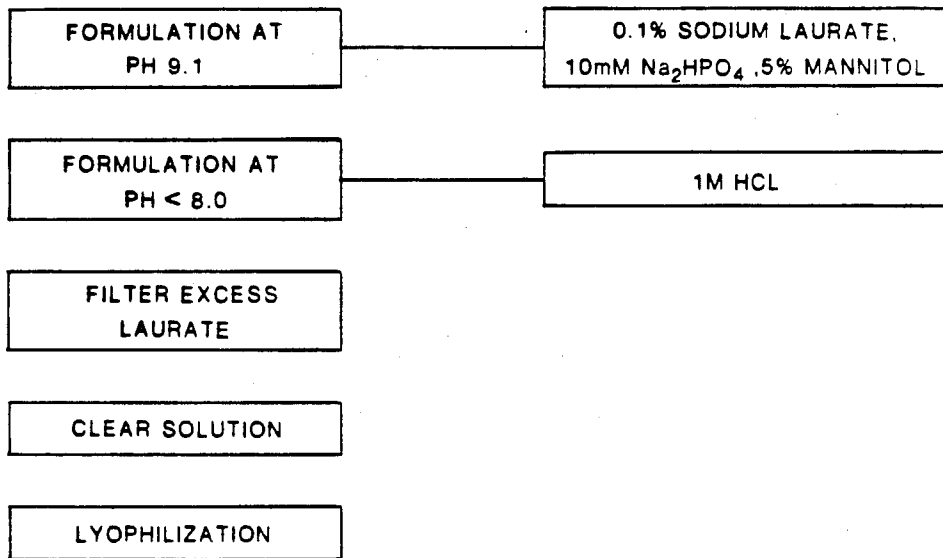 FORMULATION AT
PH 9.1
0.1% SODIUM LAURATE,
10mM Na₂HPO₄ ,5% MANNITOL
FORMULATION AT
PH < 8.0
1M HCL
FILTER EXCESS
LAURATE
CLEAR SOLUTION
LYOPHILIZATION